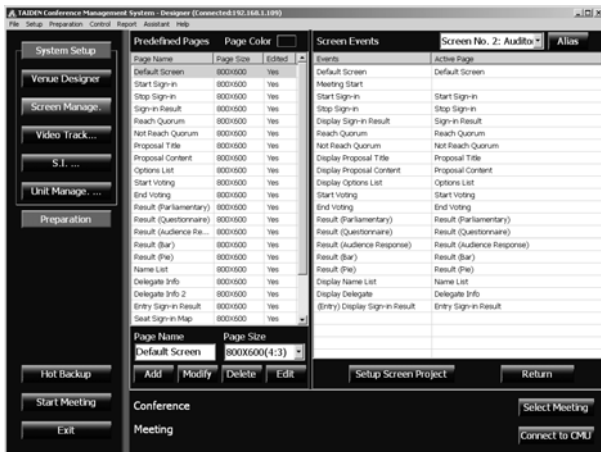 TAIDEN Conference Management System - Designer (Connected:192.168.1.109)
File Setup Preparation Control Report Assistant Help
System Setup
Venue Designer
Screen Manage.
Video Track...
S.I. ...
Unit Manage. ...
Preparation
Hot Backup
Start Meeting
Exit
Predefined Pages Page Color
Page Name Page Size Edited
Default Screen 800X600 Yes
Start Sign-in 800X600 Yes
Stop Sign-in 800X600 Yes
Sign-in Result 800X600 Yes
Reach Quorum 800X600 Yes
Not Reach Quorum 800X600 Yes
Proposal Title 800X600 Yes
Proposal Content 800X600 Yes
Options List 800X600 Yes
Start Voting 800X600 Yes
End Voting 800X600 Yes
Result (Parliamentary) 800X600 Yes
Result (Questionnaire) 800X600 Yes
Result (Audience Re... 800X600 Yes
Result (Bar) 800X600 Yes
Result (Pie) 800X600 Yes
Name List 800X600 Yes
Delegate Info 800X600 Yes
Delegate Info 2 800X600 Yes
Entry Sign-in Result 800X600 Yes
Seat Sign-in Map 800X600 Yes
Page Name Page Size
Default Screen 800X600(4:3)
Add Modify Delete Edit
Screen Events Screen No. 2: Auditor Alias
Events Active Page
Default Screen Default Screen
Meeting Start
Start Sign-in Start Sign-in
Stop Sign-in Stop Sign-in
Display Sign-in Result Sign-in Result
Reach Quorum Reach Quorum
Not Reach Quorum Not Reach Quorum
Display Proposal Title Proposal Title
Display Proposal Content Proposal Content
Display Options List Options List
Start Voting Start Voting
End Voting End Voting
Result (Parliamentary) Result (Parliamentary)
Result (Questionnaire) Result (Questionnaire)
Result (Audience Response) Result (Audience Response)
Result (Bar) Result (Bar)
Result (Pie) Result (Pie)
Display Name List Name List
Display Delegate Delegate Info
(Entry) Display Sign-in Result Entry Sign-in Result
Setup Screen Project Return
Conference
Meeting
Select Meeting
Connect to CMU